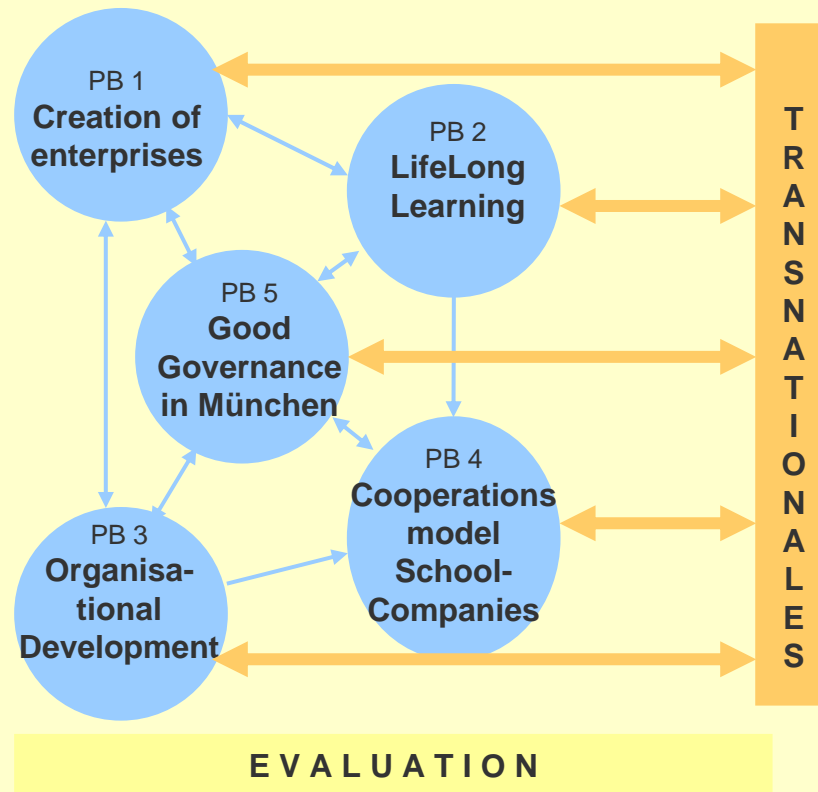 PB 1
Creation of
enterprises
PB 2
LifeLong
Learning
PB 5
Good
Governance
in München
PB 4
Cooperations
model
School-
Companies
PB 3
Organisa-
tional
Development
T
R
A
N
S
N
A
T
I
O
N
A
L
E
S
E V A L U A T I O N